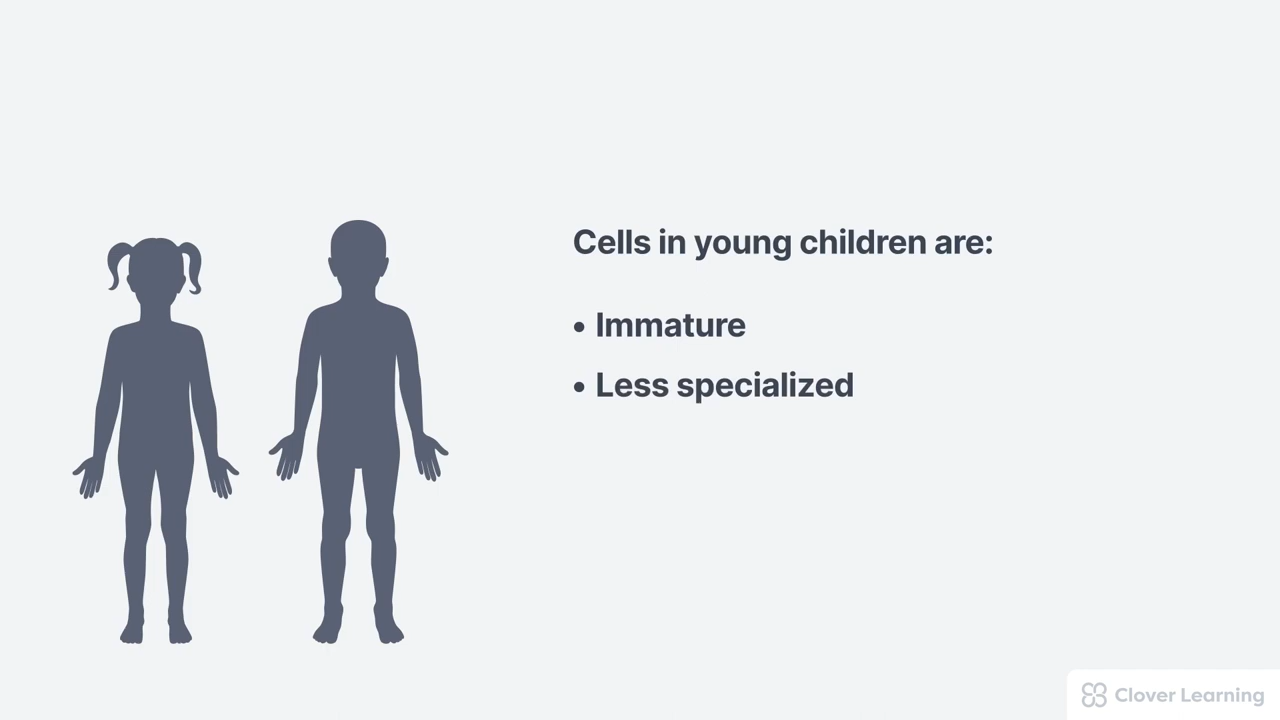 Cells in young children are:
• Immature
• Less specialized
Clover Learning